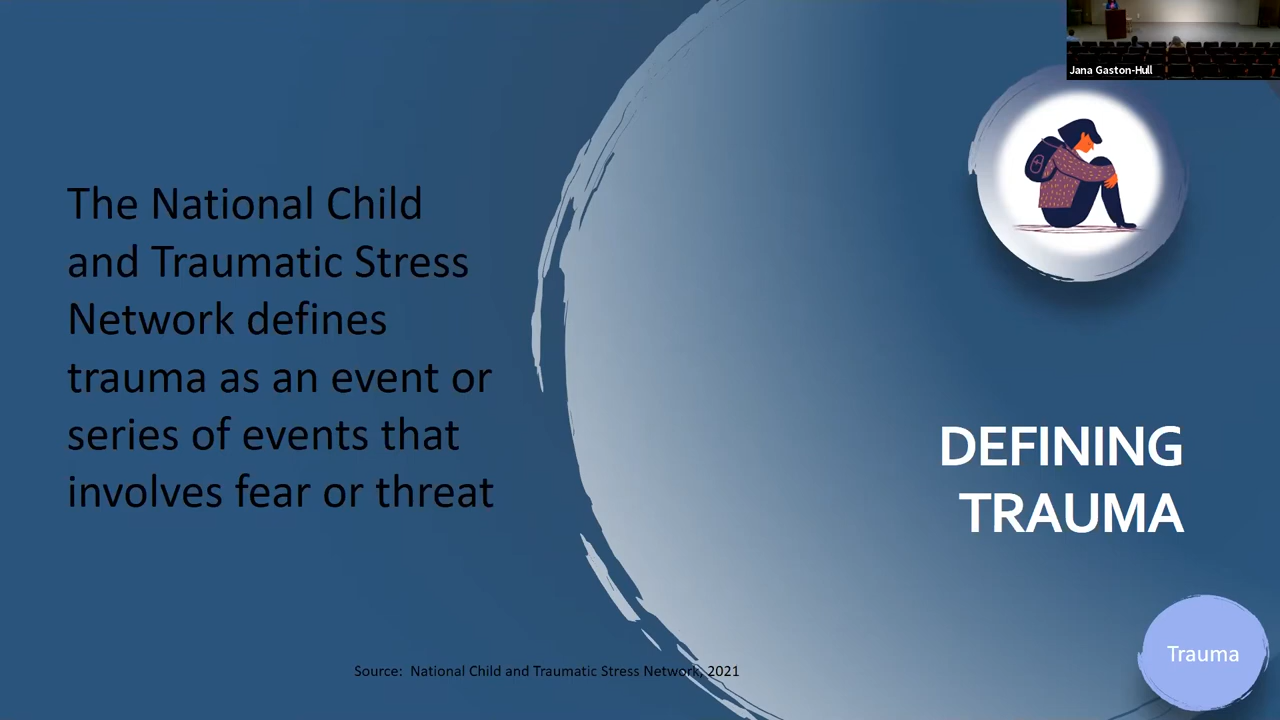 Jana Gaston-Hull
The National Child
and Traumatic Stress
Network defines
trauma as an event or
series of events that
involves fear or threat
DEFINING
TRAUMA
Trauma
Source:  National Child and Traumatic Stress Network, 2021